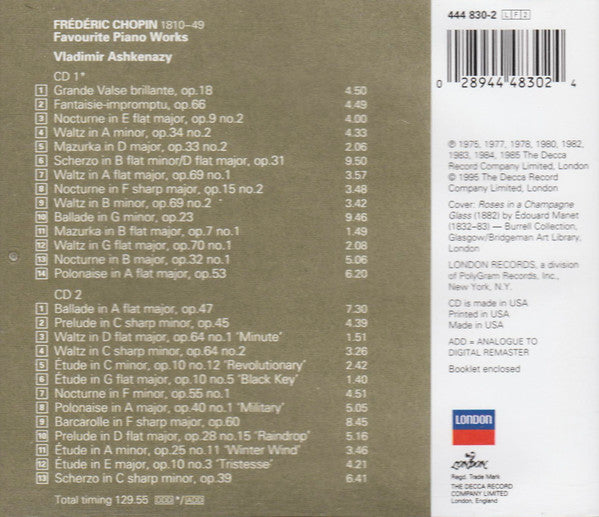 FRÉDÉRIC CHOPIN 1810–49
Favourite Piano Works
Vladimir Ashkenazy
CD 1*
1 Grande Valse brillante, op.18 4.50
2 Fantaisie-impromptu, op.66 4.49
3 Nocturne in E flat major, op.9 no.2 4.00
4 Waltz in A minor, op.34 no.2 4.33
5 Mazurka in D major, op.33 no.2 2.06
6 Scherzo in B flat minor/D flat major, op.31 9.50
7 Waltz in A flat major, op.69 no.1 3.57
8 Nocturne in F sharp major, op.15 no.2 3.48
9 Waltz in B minor, op.69 no.2 3.42
10 Ballade in G minor, op.23 9.46
11 Mazurka in B flat major, op.7 no.1 1.49
12 Waltz in G flat major, op.70 no.1 2.08
13 Nocturne in B major, op.32 no.1 5.06
14 Polonaise in A flat major, op.53 6.20
CD 2
1 Ballade in A flat major, op.47 7.30
2 Prelude in C sharp minor, op.45 4.39
3 Waltz in D flat major, op.64 no.1 'Minute' 1.51
4 Waltz in C sharp minor, op.64 no.2 3.26
5 Étude in C minor, op.10 no.12 'Revolutionary' 2.42
6 Étude in G flat major, op.10 no.5 'Black Key' 1.40
7 Nocturne in F minor, op.55 no.1 4.51
8 Polonaise in A major, op.40 no.1 'Military' 5.05
9 Barcarolle in F sharp major, op.60 8.45
10 Prelude in D flat major, op.28 no.15 'Raindrop' 5.16
11 Étude in A minor, op.25 no.11 'Winter Wind' 3.46
12 Étude in E major, op.10 no.3 'Tristesse' 4.21
13 Scherzo in C sharp minor, op.39 6.41
Total timing 129.55 DDD */ADD
444 830-2 LF2
0 28944 48302 4
℗ 1975, 1977, 1978, 1980, 1982,
1983, 1984, 1985 The Decca
Record Company Limited, London
© 1995 The Decca Record
Company Limited, London
Cover: Roses in a Champagne
Glass (1882) by Édouard Manet
(1832–83) — Burrell Collection,
Glasgow/Bridgeman Art Library,
London
LONDON RECORDS, a division
of PolyGram Records, Inc.,
New York, N.Y.
CD is made in USA
Printed in USA
Made in USA
ADD = ANALOGUE TO
DIGITAL REMASTER
Booklet enclosed
LONDON
London
Regd. Trade Mark
THE DECCA RECORD
COMPANY LIMITED
London, England